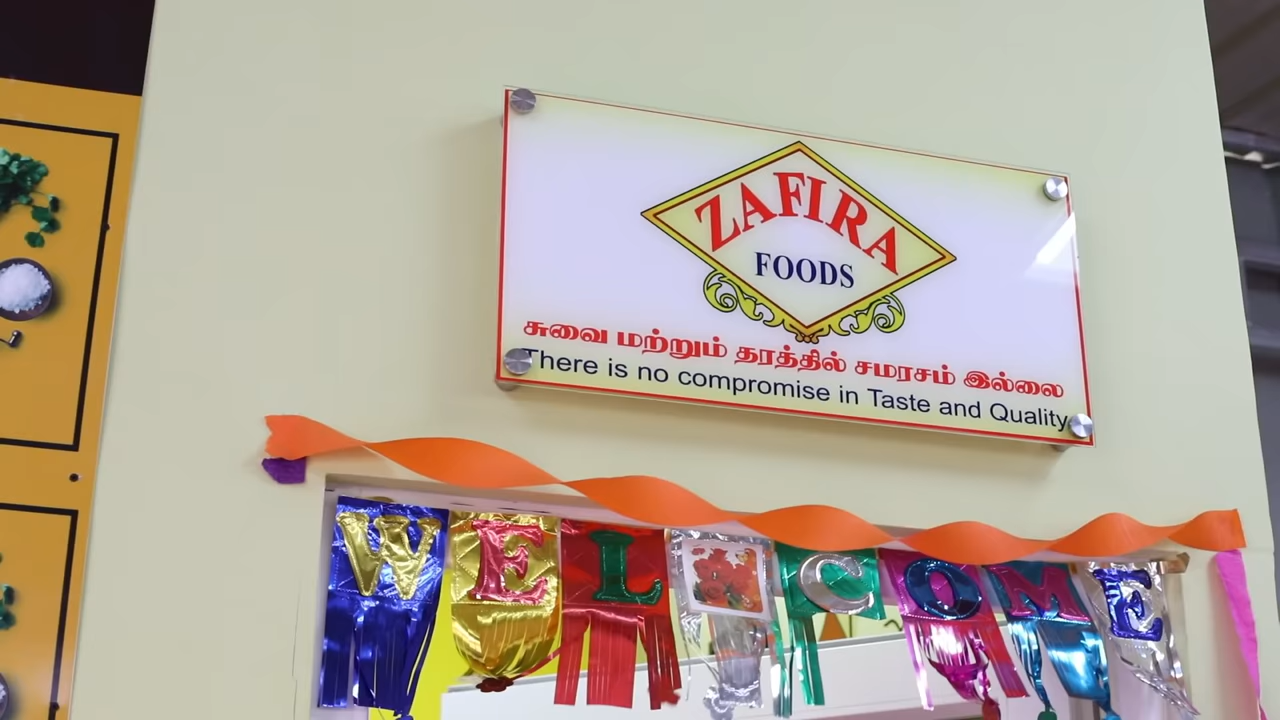 ZAFIRA
FOODS
சுவை மற்றும் தரத்தில் சமரசம் இல்லை
There is no compromise in Taste and Quality
WELCOME